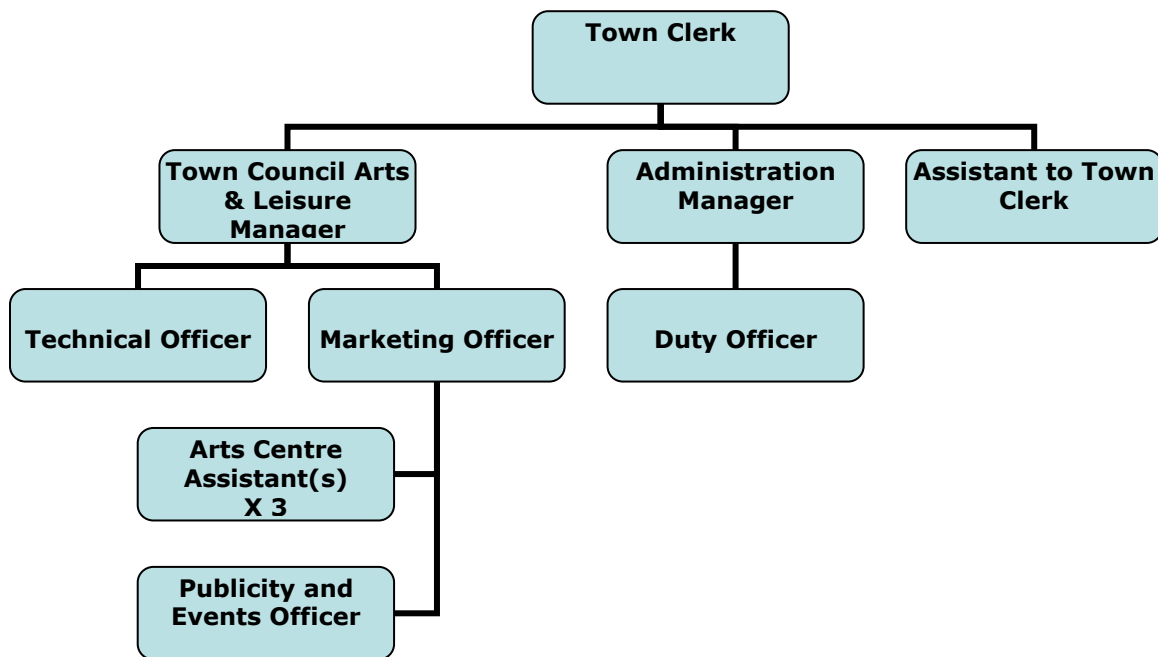 Town Clerk
Town Council Arts
& Leisure
Manager
Administration
Manager
Assistant to Town
Clerk
Technical Officer
Marketing Officer
Duty Officer
Arts Centre
Assistant(s)
X 3
Publicity and
Events Officer